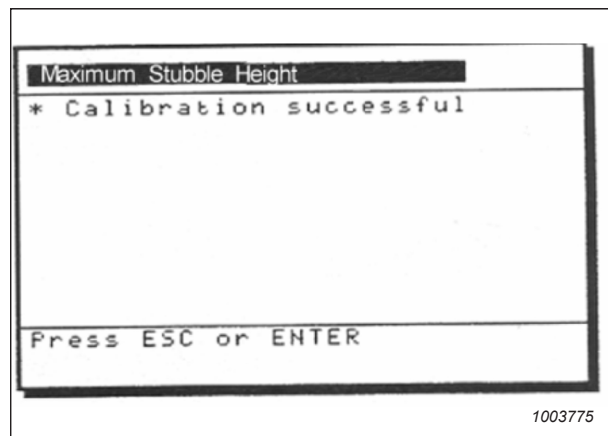 Maximum Stubble Height
* Calibration successful
Press ESC or ENTER
1003775